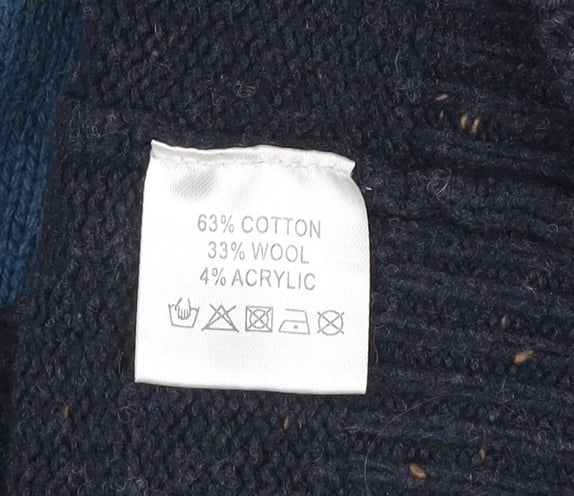 63% COTTON
33% WOOL
4% ACRYLIC